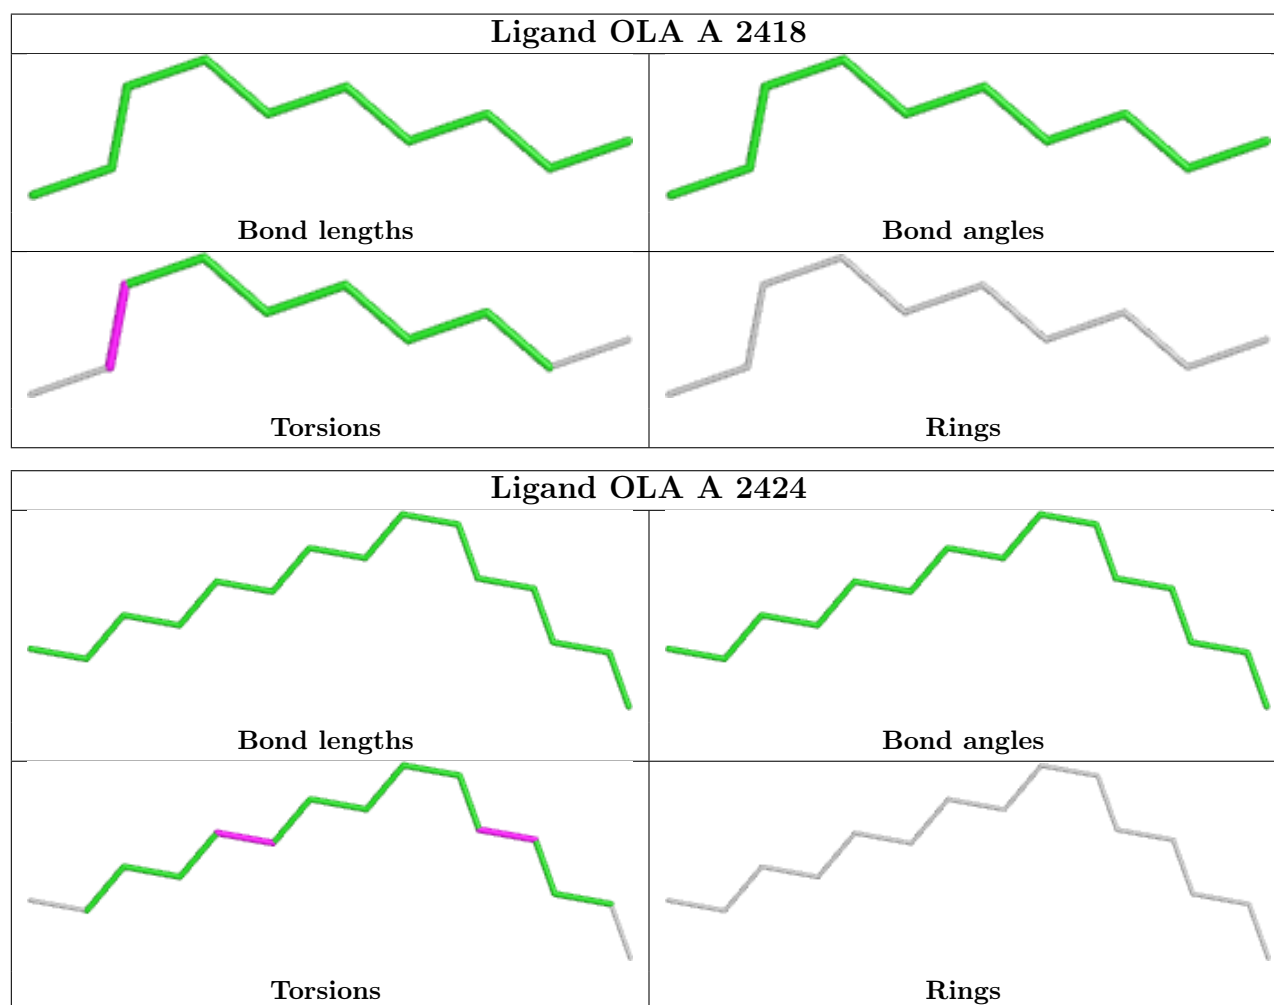 Ligand OLA A 2418
Bond lengths
Bond angles
Torsions
Rings
Ligand OLA A 2424
Bond lengths
Bond angles
Torsions
Rings